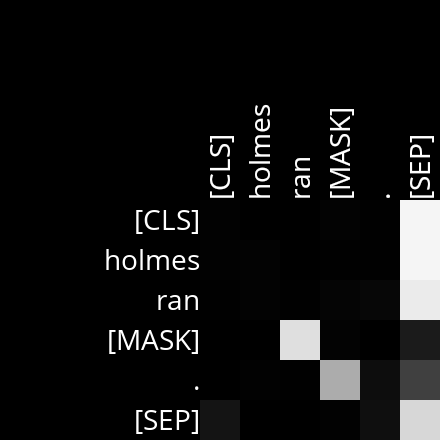 [CLS] holmes ran [MASK] . [SEP]
[CLS]
holmes
ran
[MASK]
.
[SEP]